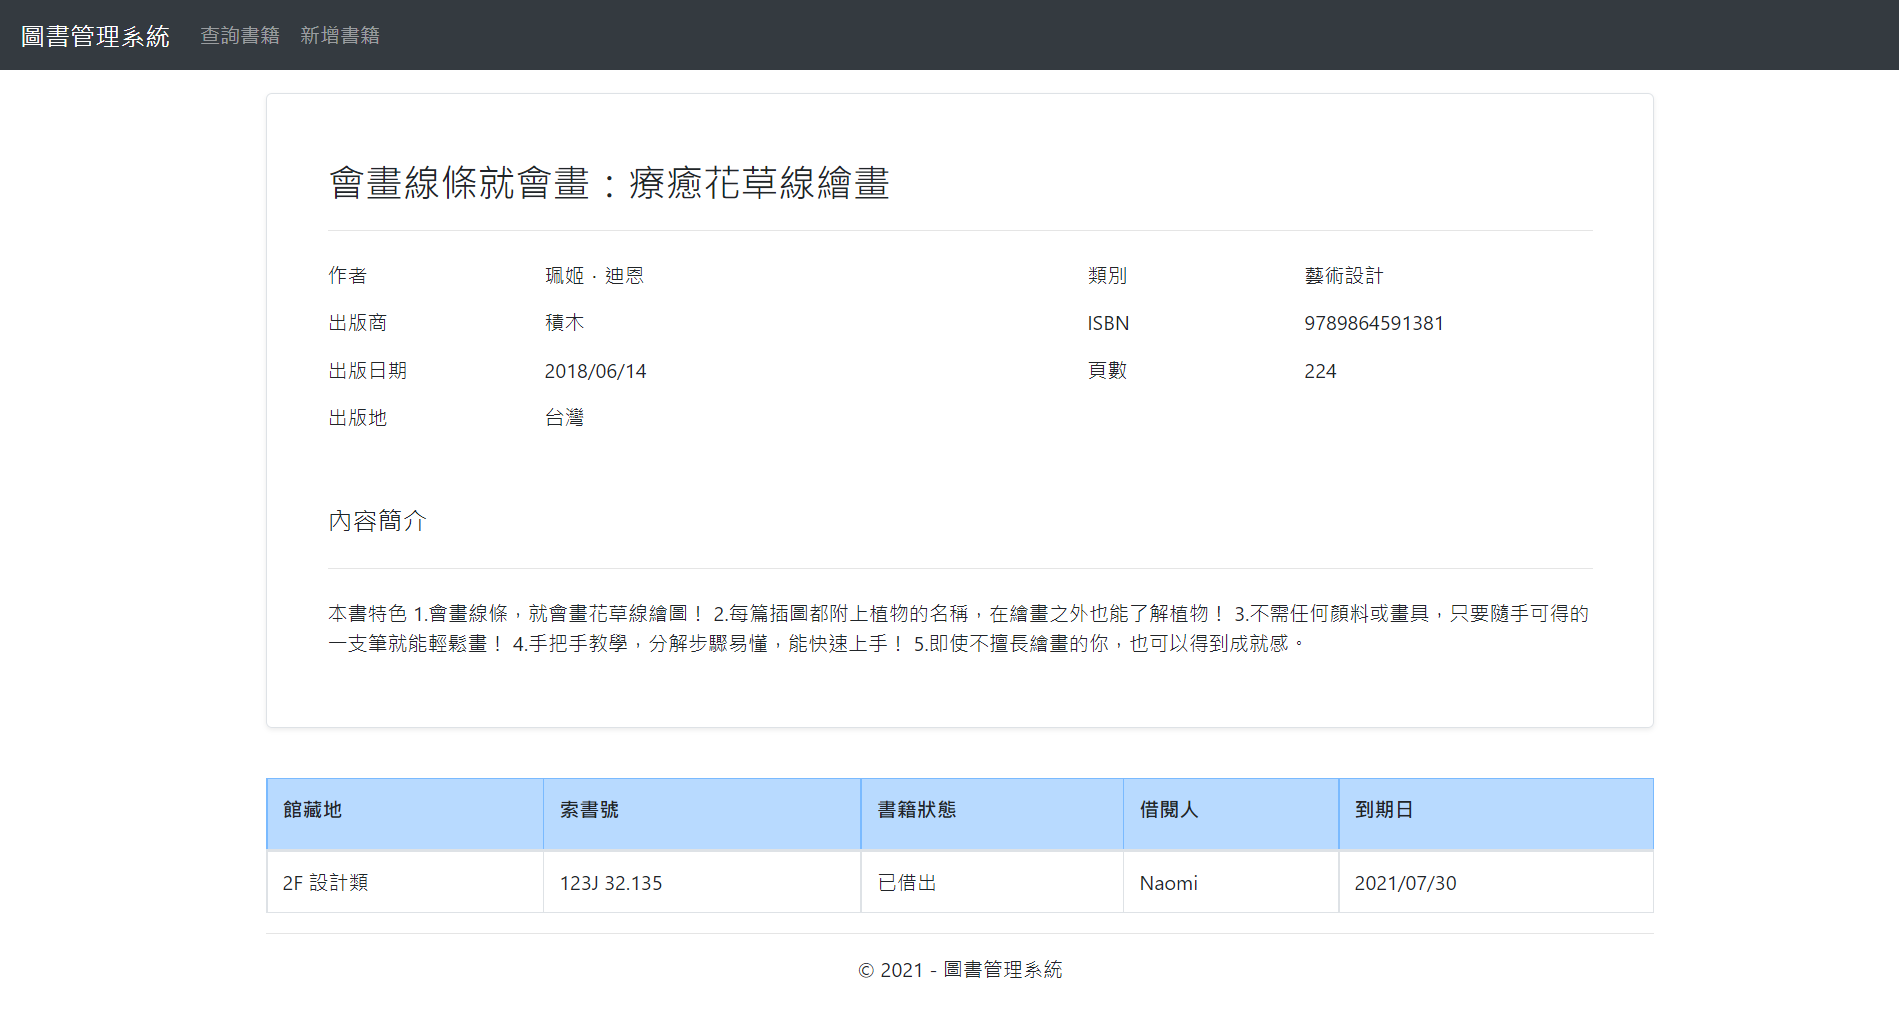 圖書管理系統 查詢書籍 新增書籍
會畫線條就會畫：療癒花草線繪畫
作者 珮姬．迪恩 類別 藝術設計
出版商 積木 ISBN 9789864591381
出版日期 2018/06/14 頁數 224
出版地 台灣
內容簡介
本書特色 1.會畫線條，就會畫花草線繪圖！ 2.每篇插圖都附上植物的名稱，在繪畫之外也能了解植物！ 3.不需任何顏料或畫具，只要隨手可得的
一支筆就能輕鬆畫！ 4.手把手教學，分解步驟易懂，能快速上手！ 5.即使不擅長繪畫的你，也可以得到成就感。
館藏地 索書號 書籍狀態 借閱人 到期日
2F 設計類 123J 32.135 已借出 Naomi 2021/07/30
© 2021 - 圖書管理系統